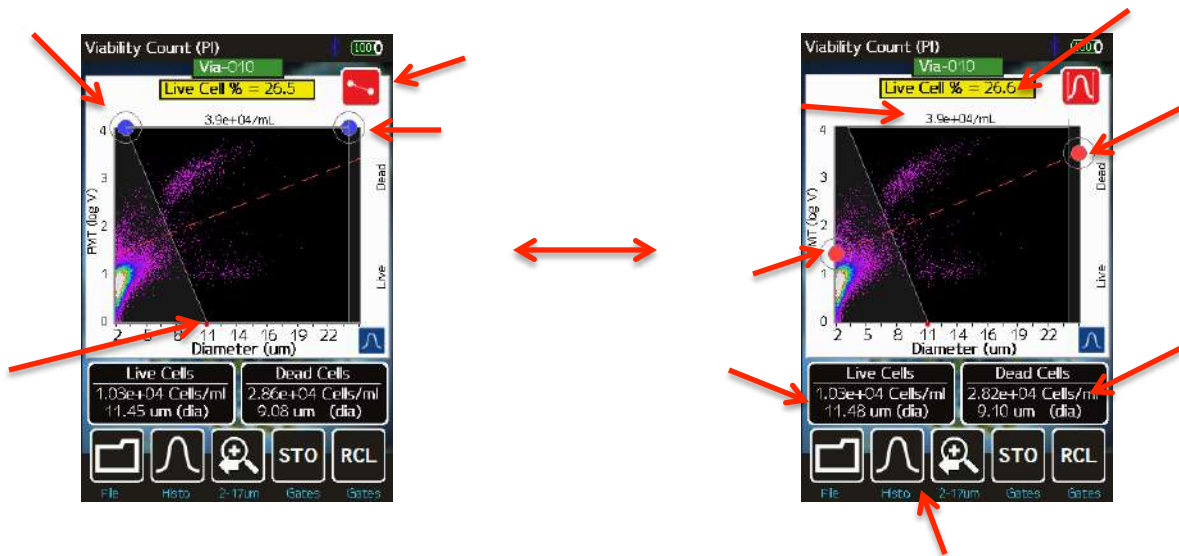 Viability Count (PI)
100
Via-010
Live Cell % = 26.5
3.9e+04/mL
4
3
2
1
0
PMT (log V)
Dead
Live
2 5 8 11 14 16 19 22
Diameter (um)
Live Cells
1.03e+04 Cells/ml
11.45 um (dia)
Dead Cells
2.86e+04 Cells/ml
9.08 um (dia)
STO
RCL
File
Histo
2-17um
Gates
Gates
Viability Count (PI)
Via-010
Live Cell % = 26.6
3.9e+04/mL
4
3
2
1
0
MT (log V)
Dead
Live
2 5 8 11 14 16 19 22
Diameter (um)
Live Cells
1.03e+04 Cells/ml
11.48 um (dia)
Dead Cells
2.82e+04 Cells/ml
9.10 um (dia)
STO
RCL
File
Histo
2-17um
Gates
Gates